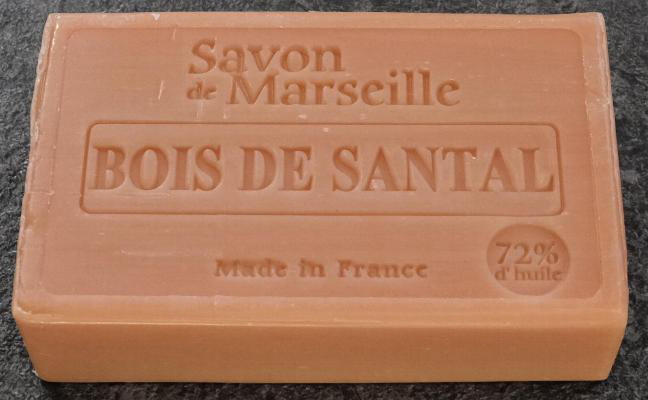 Savon
de Marseille
BOIS DE SANTAL
Made in France
72%
d'huile